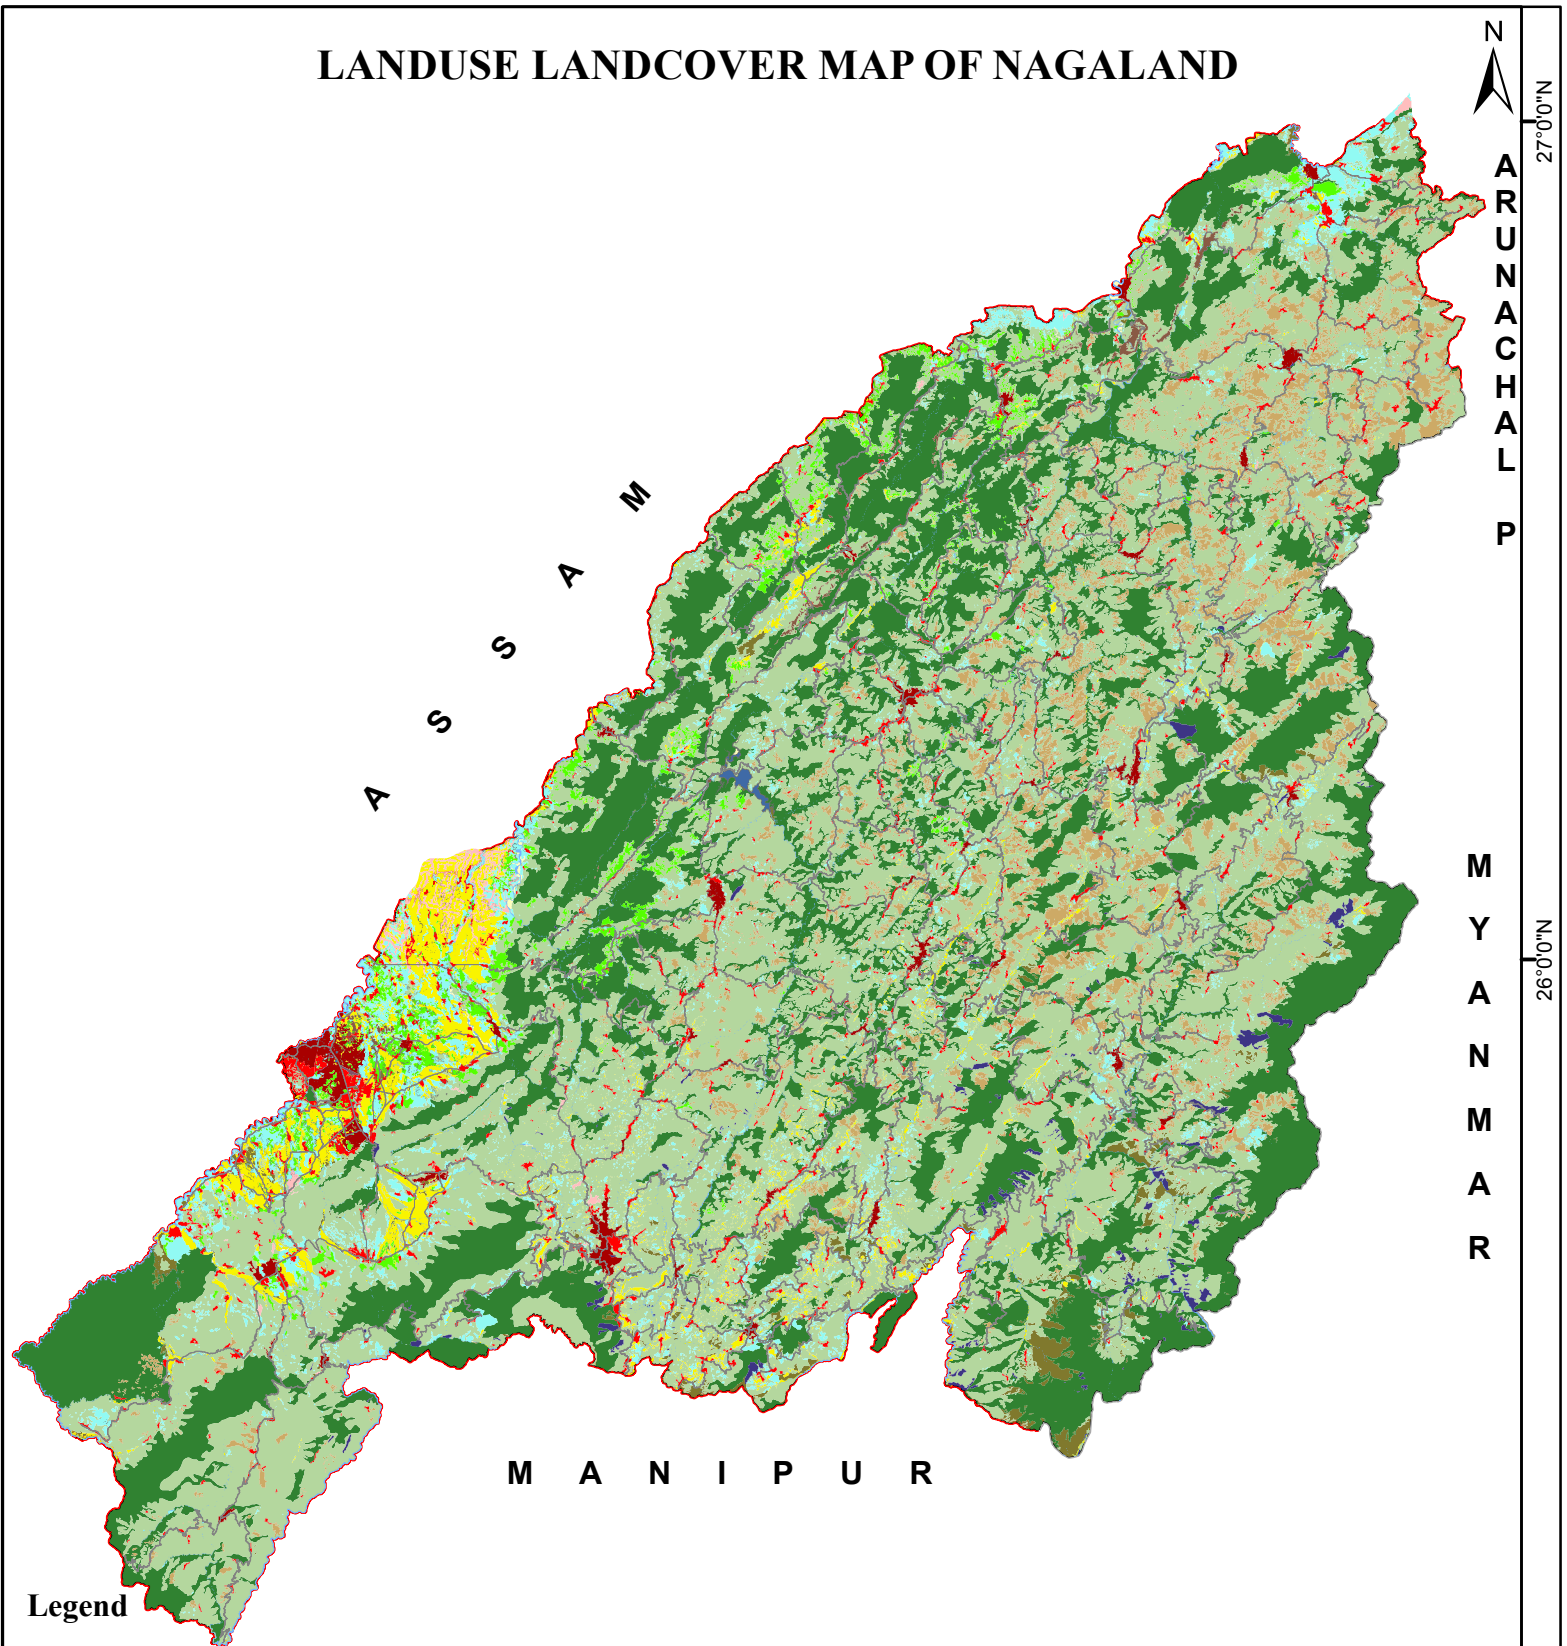 LANDUSE LANDCOVER MAP OF NAGALAND
N
27°0'0"N
ARUNACHAL P
ASSAM
MYANMAR
26°0'0"N
MANIPUR
Legend